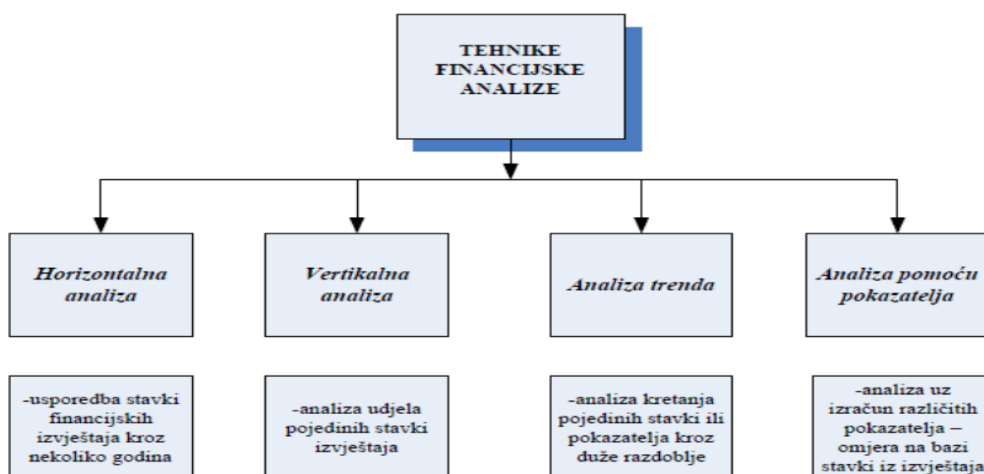 TEHNIKE
FINANCIJSKE
ANALIZE
Horizontalna
analiza
Vertikalna
analiza
Analiza trenda
Analiza pomoću
pokazatelja
-usporedba stavki
financijskih
izvještaja kroz
nekoliko godina
-analiza udjela
pojedinih stavki
izvještaja
-analiza kretanja
pojedinih stavki ili
pokazatelja kroz
duže razdoblje
-analiza uz
izračun različitih
pokazatelja –
omjera na bazi
stavki iz izvještaja